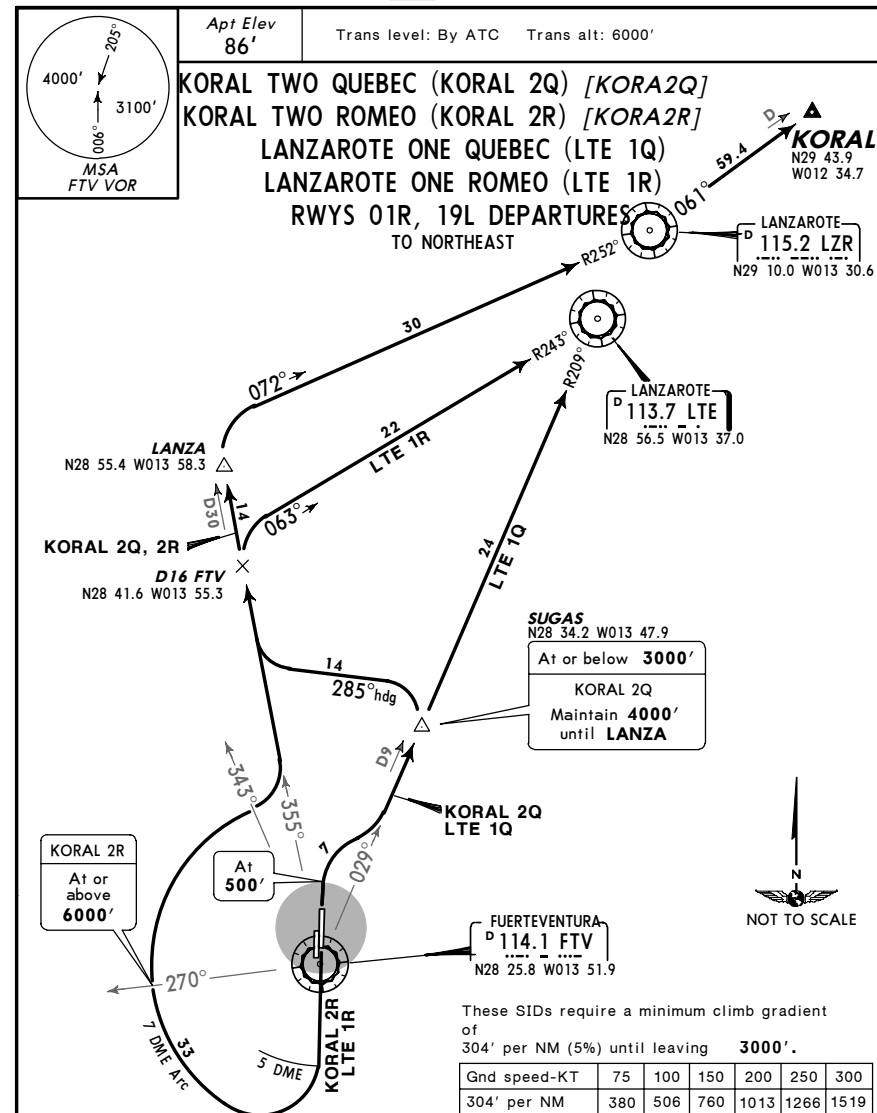 Apt Elev
86'
Trans level: By ATC Trans alt: 6000'
205°
4000'
3100'
006°
MSA
FTV VOR
KORAL TWO QUEBEC (KORAL 2Q) [KORA2Q]
KORAL TWO ROMEO (KORAL 2R) [KORA2R]
LANZAROTE ONE QUEBEC (LTE 1Q)
LANZAROTE ONE ROMEO (LTE 1R)
RWYS 01R, 19L DEPARTURES
TO NORTHEAST
D
KORAL
N29 43.9
W012 34.7
59.4
061°
LANZAROTE
D 115.2 LZR
N29 10.0 W013 30.6
R252°
30
072°
R243°
R209°
LANZAROTE
D 113.7 LTE
N28 56.5 W013 37.0
22
LTE 1R
063°
LANZA
N28 55.4 W013 58.3
D30
14
KORAL 2Q, 2R
D16 FTV
N28 41.6 W013 55.3
24
LTE 1Q
SUGAS
N28 34.2 W013 47.9
At or below 3000'
KORAL 2Q
Maintain 4000'
until LANZA
14
285° hdg
D9
KORAL 2Q
LTE 1Q
343°
355°
7
029°
KORAL 2R
At or
above
6000'
At
500'
N
NOT TO SCALE
FUERTEVENTURA
D 114.1 FTV
N28 25.8 W013 51.9
270°
7 DME Arc
33
5 DME
KORAL 2R
LTE 1R
These SIDs require a minimum climb gradient
of
304' per NM (5%) until leaving 3000'.
Gnd speed-KT 75 100 150 200 250 300
304' per NM 380 506 760 1013 1266 1519